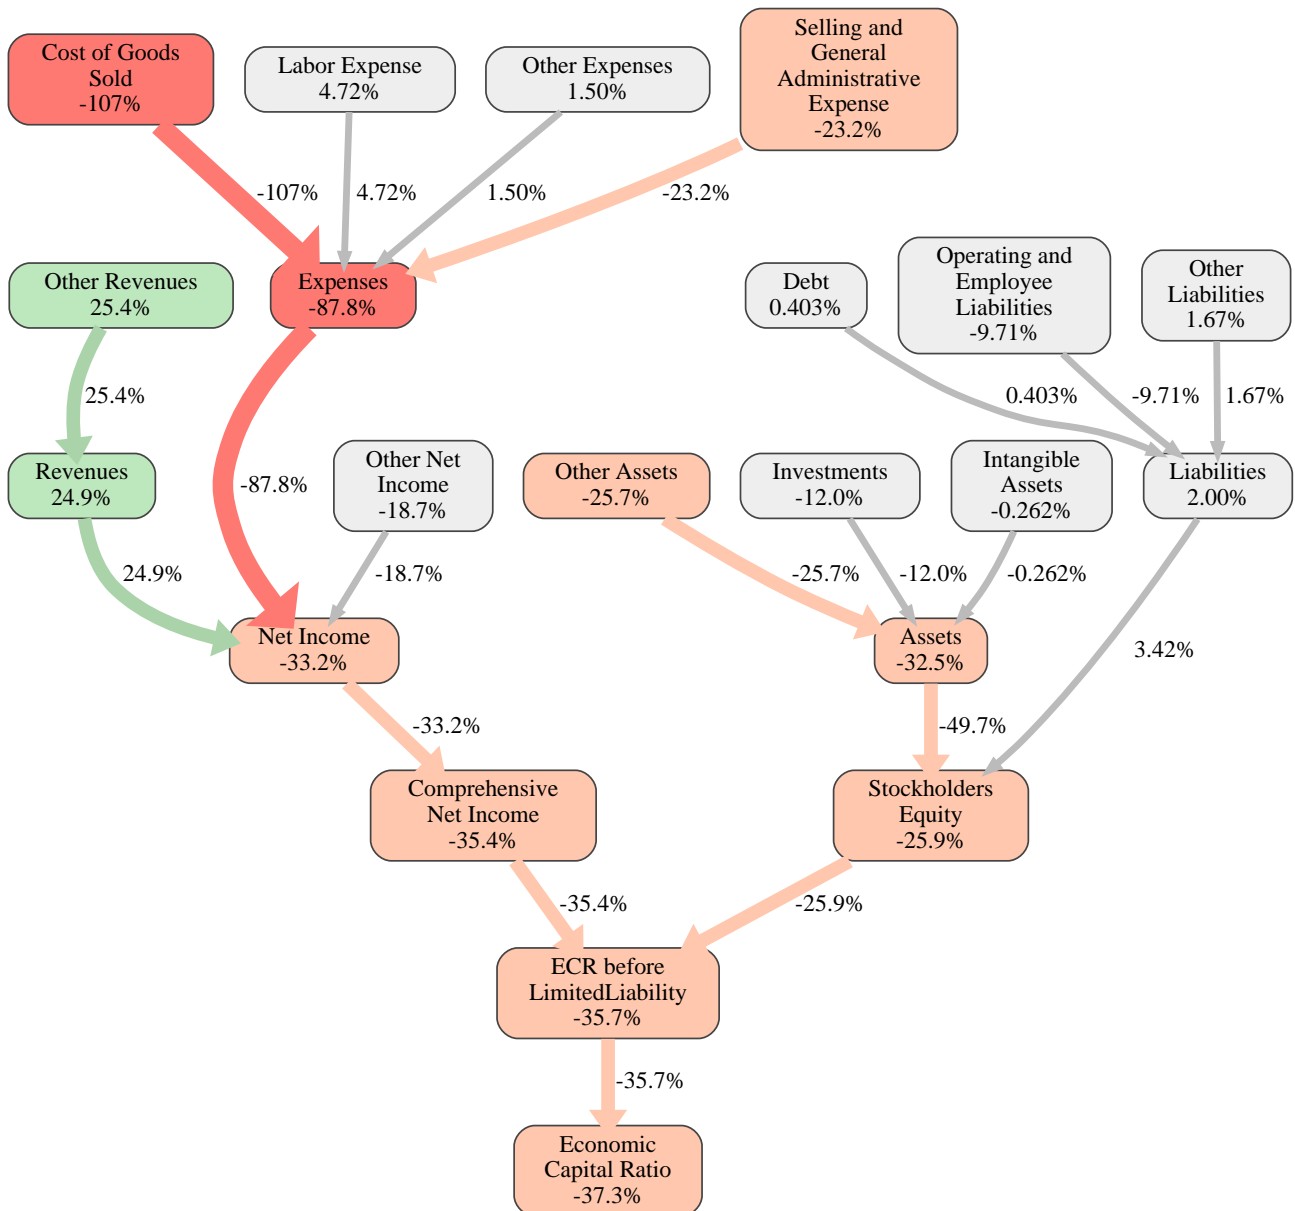 Cost of Goods
Sold
-107%
Labor Expense
4.72%
Other Expenses
1.50%
Selling and
General
Administrative
Expense
-23.2%
-107%
4.72%
1.50%
-23.2%
Other Revenues
25.4%
Expenses
-87.8%
Debt
0.403%
Operating and
Employee
Liabilities
-9.71%
Other
Liabilities
1.67%
25.4%
-87.8%
0.403%
-9.71%
1.67%
Revenues
24.9%
Other Net
Income
-18.7%
Other Assets
-25.7%
Investments
-12.0%
Intangible
Assets
-0.262%
Liabilities
2.00%
24.9%
-18.7%
-25.7%
-12.0%
-0.262%
3.42%
Net Income
-33.2%
Assets
-32.5%
-33.2%
-49.7%
Comprehensive
Net Income
-35.4%
Stockholders
Equity
-25.9%
-35.4%
-25.9%
ECR before
LimitedLiability
-35.7%
-35.7%
Economic
Capital Ratio
-37.3%